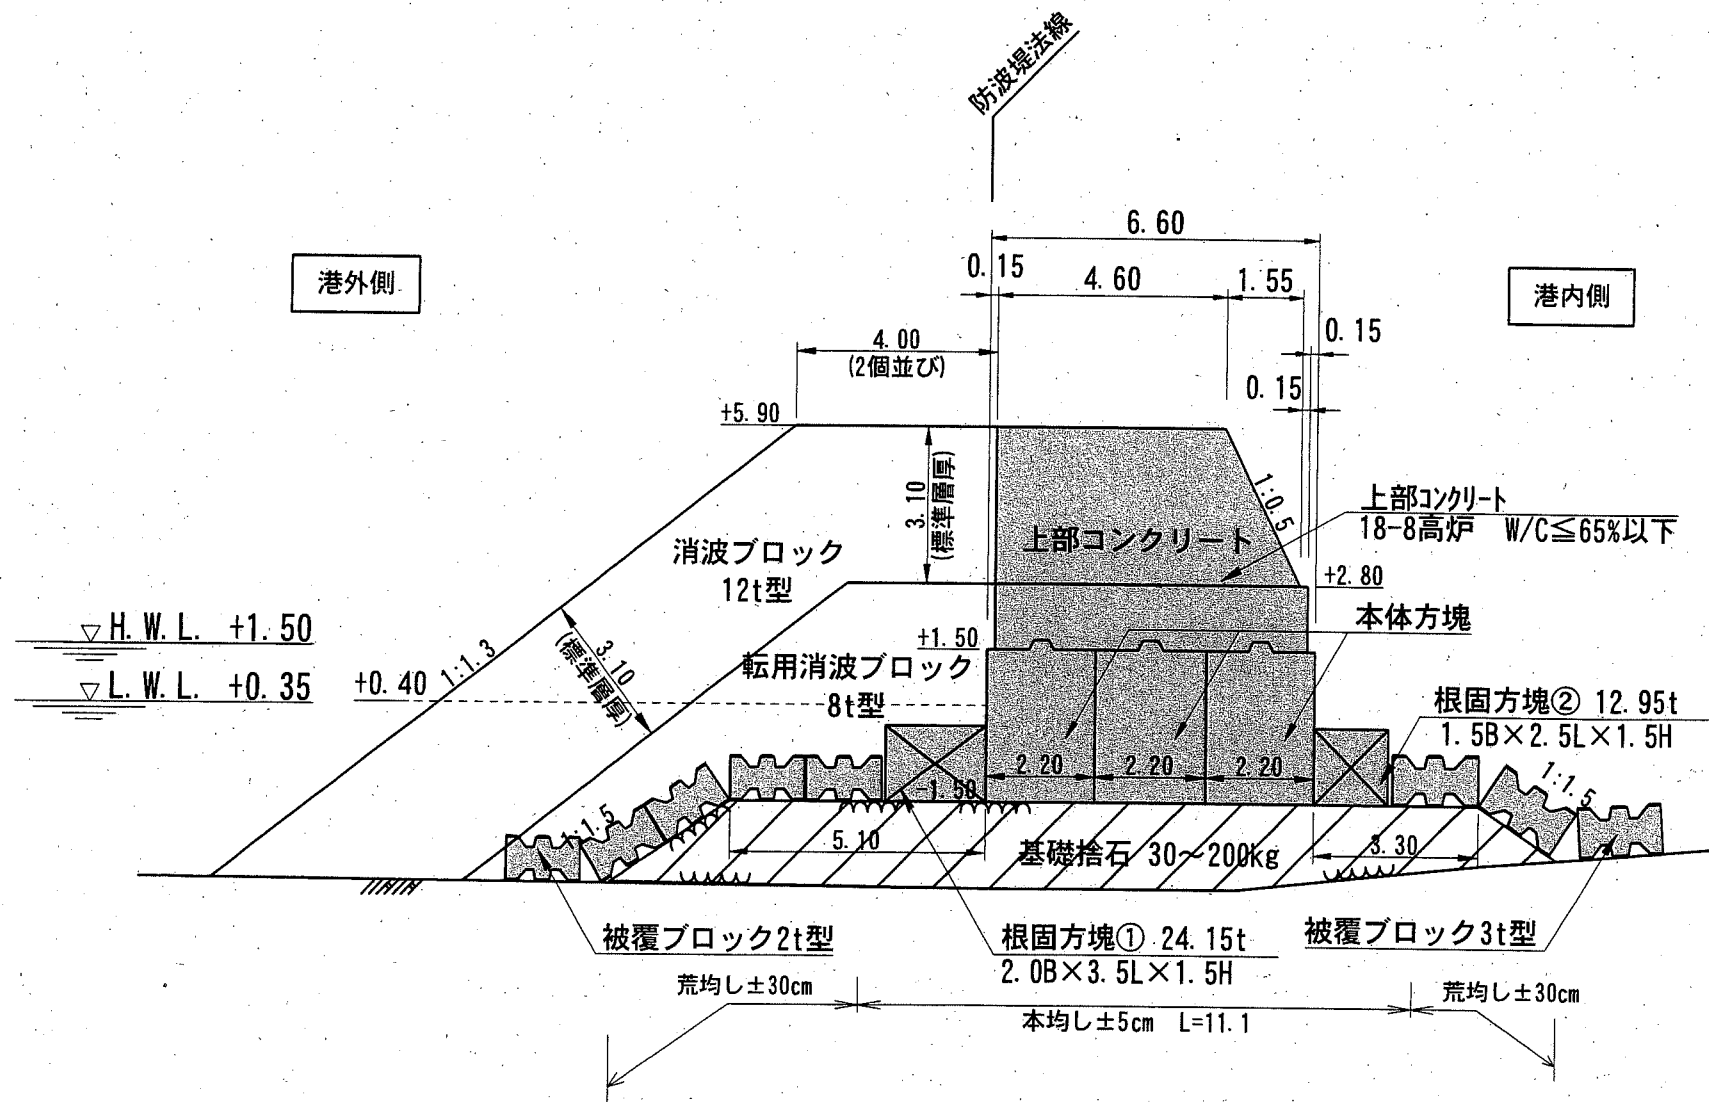 防波堤法線
6.60
港外側
0.15
4.60
1.55
港内側
0.15
4.00
(2個並び)
0.15
+5.90
3.10
(標準層厚)
1:0.5
上部コンクリート
18-8高炉 W/C≦65%以下
上部コンクリート
消波ブロック
12t型
+2.80
本体方塊
▽ H.W.L. +1.50
+1.50
1:1.3
3.10
(標準層厚)
転用消波ブロック
8t型
▽ L.W.L. +0.35
+0.40
根固方塊② 12.95t
1.5B×2.5L×1.5H
2.20
2.20
2.20
-1.50
1:1.5
1:1.5
5.10
基礎捨石 30～200kg
3.30
被覆ブロック2t型
根固方塊① 24.15t
2.0B×3.5L×1.5H
被覆ブロック3t型
荒均し±30cm
本均し±5cm L=11.1
荒均し±30cm